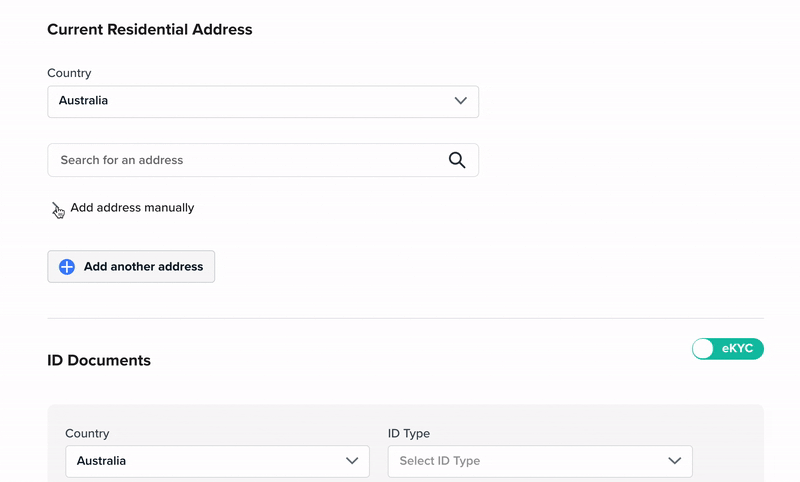 Current Residential Address
Country
Australia
Search for an address
Add address manually
Add another address
eKYC
ID Documents
Country
ID Type
Australia
Select ID Type